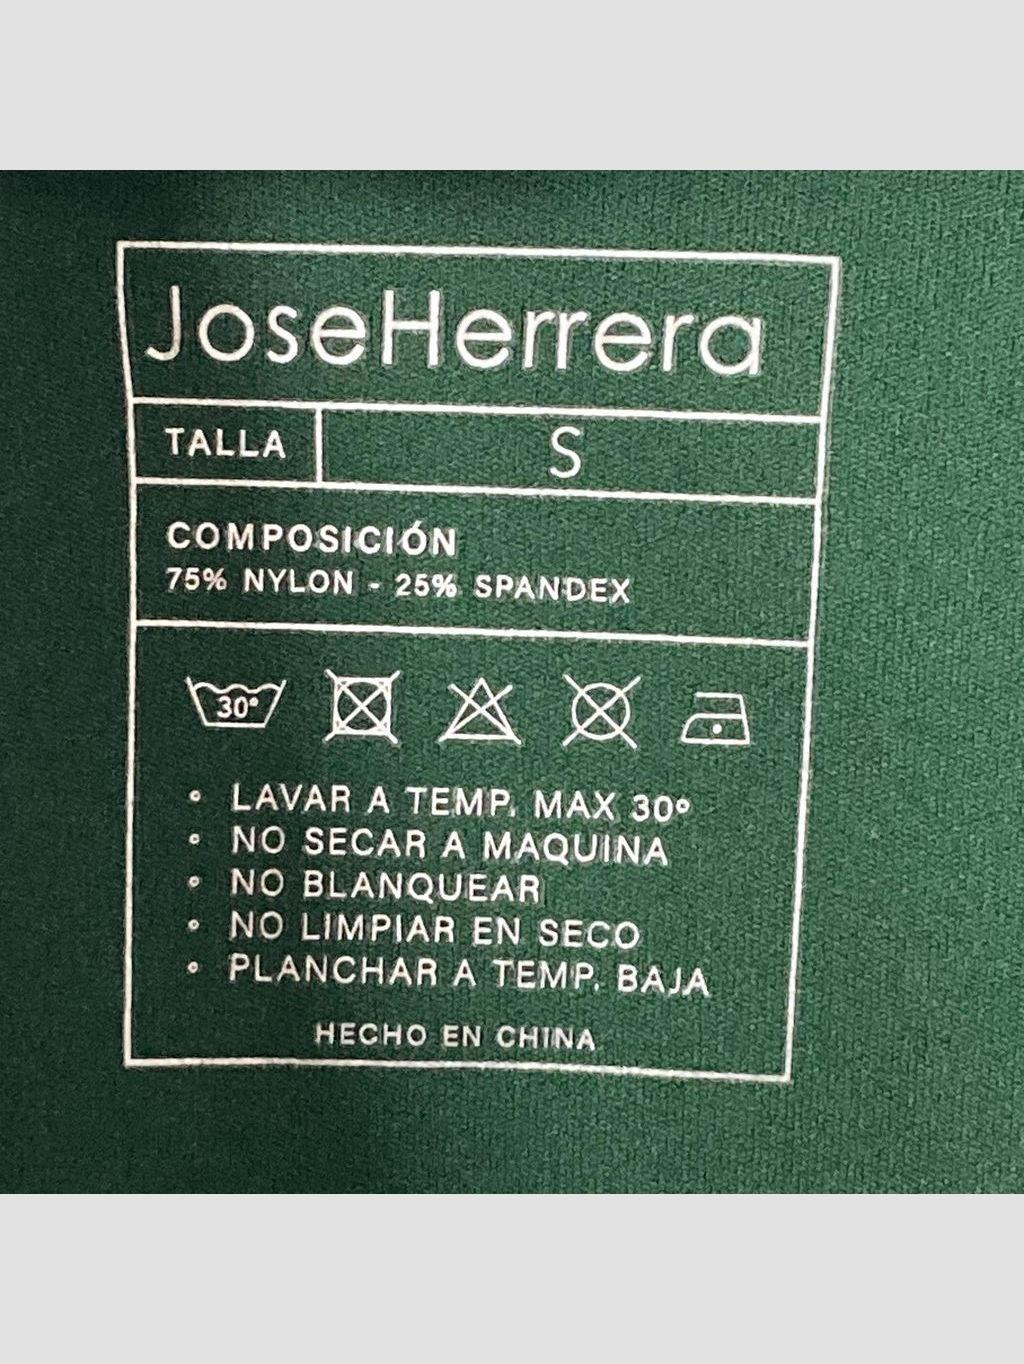 JoseHerrera
TALLA S
COMPOSICIÓN
75% NYLON - 25% SPANDEX
30°
• LAVAR A TEMP. MAX 30º
• NO SECAR A MAQUINA
• NO BLANQUEAR
• NO LIMPIAR EN SECO
• PLANCHAR A TEMP. BAJA
HECHO EN CHINA